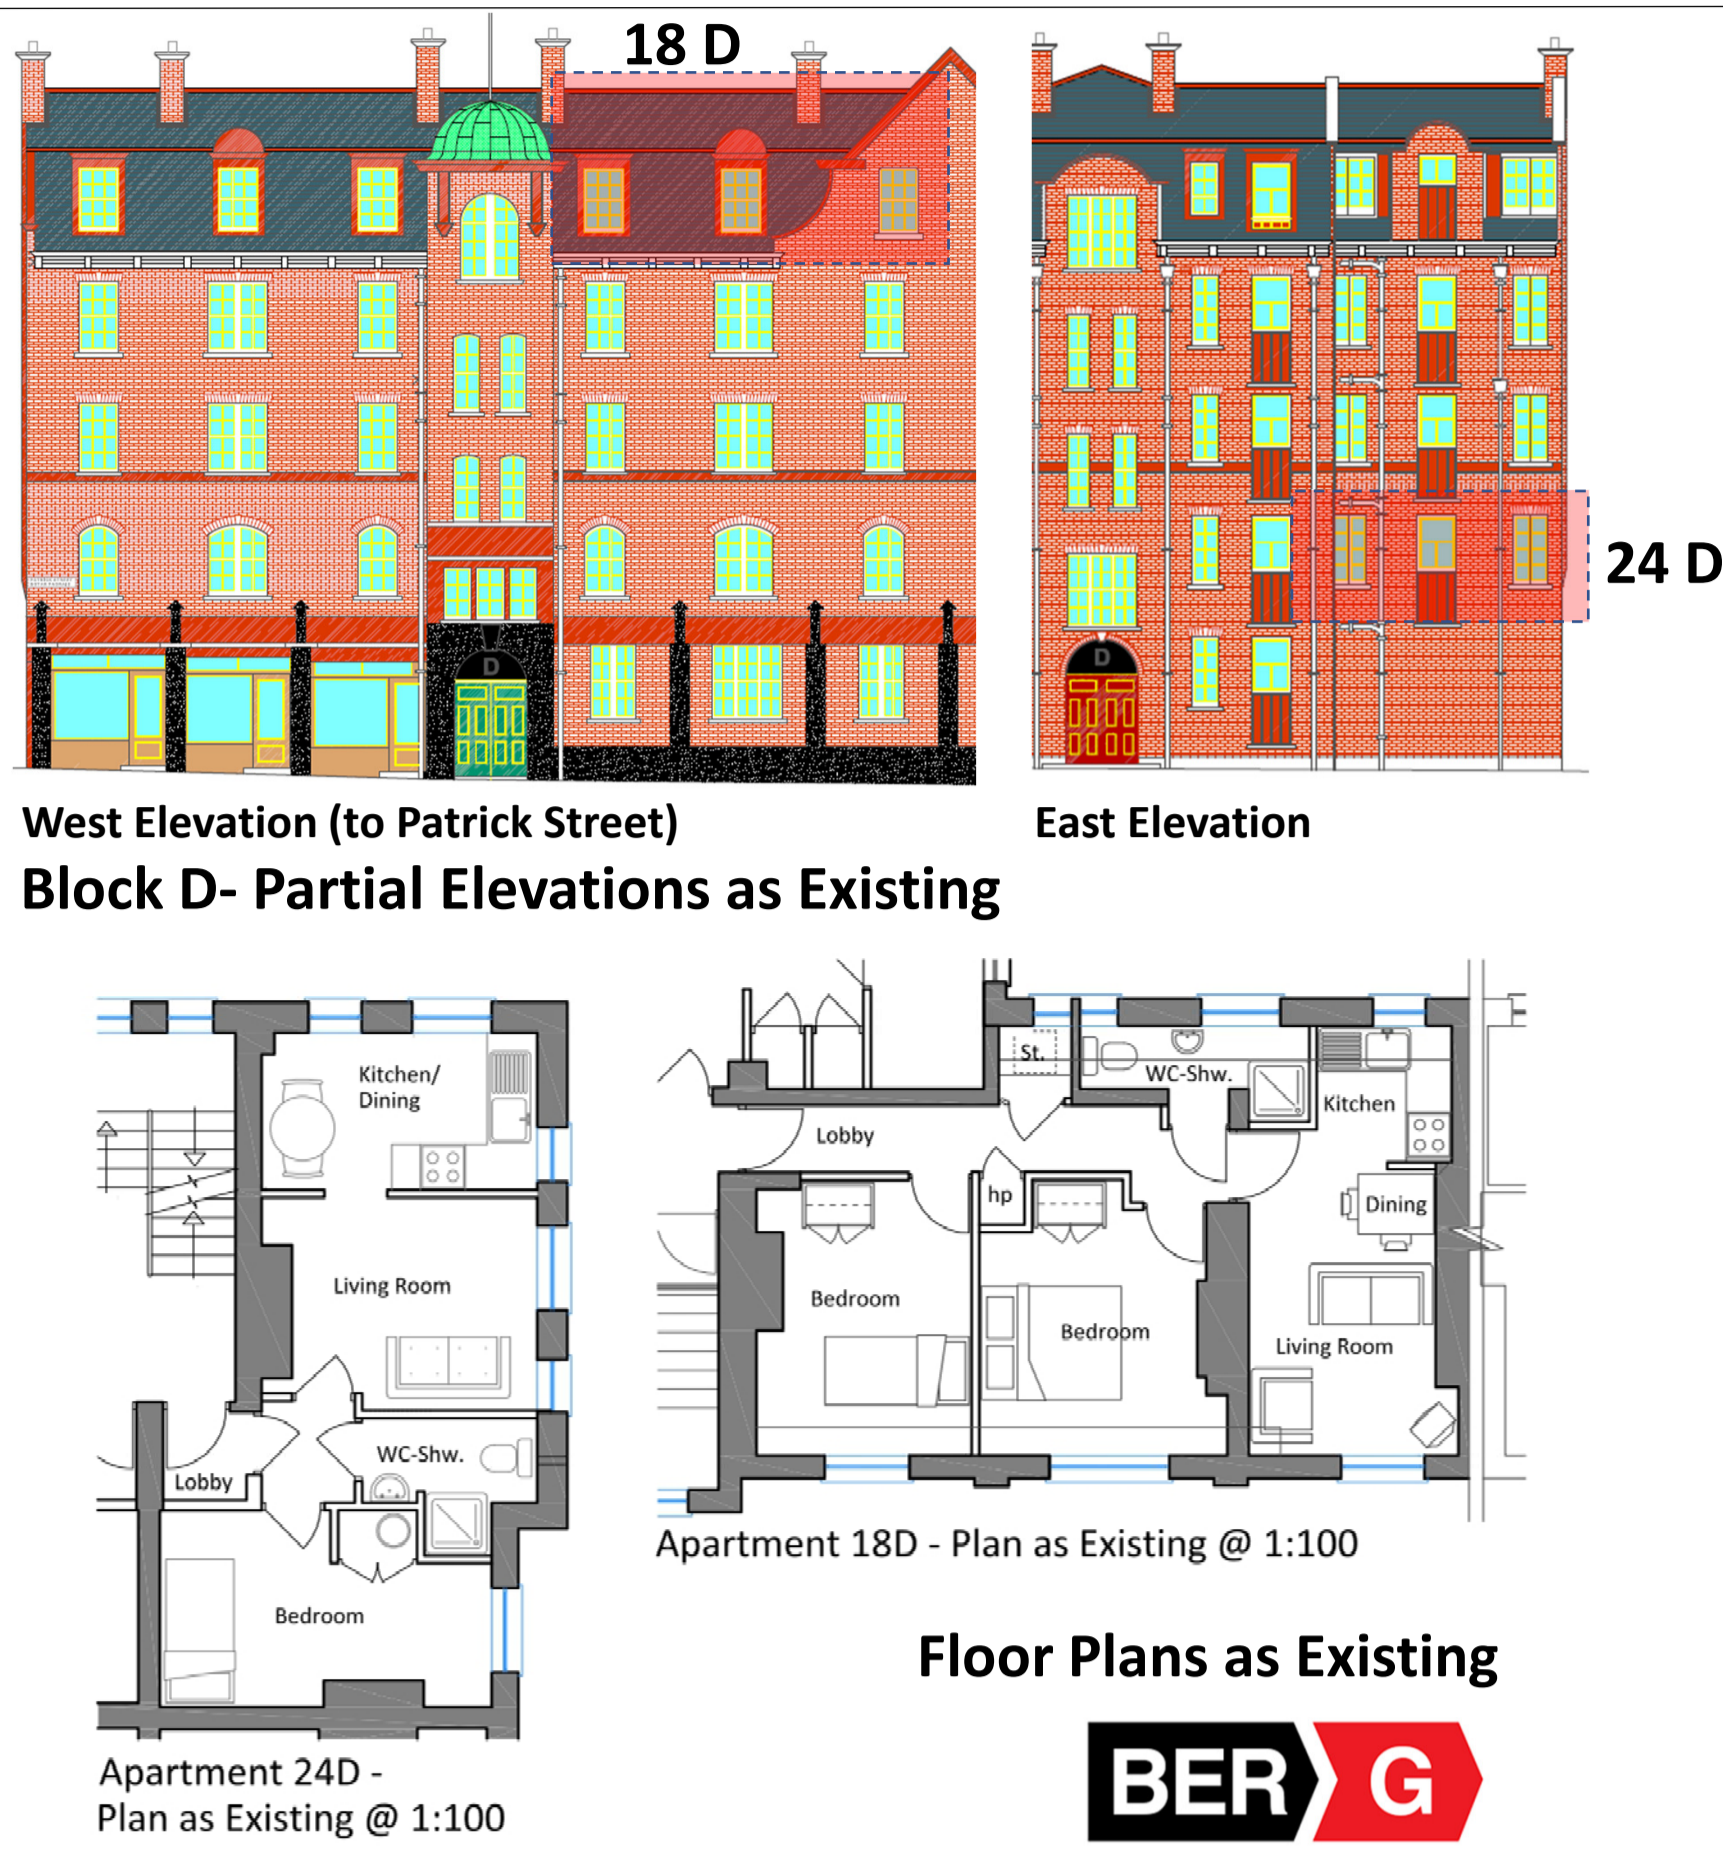 18 D
24 D
D
D
West Elevation (to Patrick Street)
East Elevation
Block D- Partial Elevations as Existing
Kitchen/
Dining
Living Room
WC-Shw.
Lobby
Bedroom
Apartment 24D -
Plan as Existing @ 1:100
St.
WC-Shw.
Kitchen
Lobby
hp
Dining
Bedroom
Bedroom
Living Room
Apartment 18D - Plan as Existing @ 1:100
Floor Plans as Existing
BER G